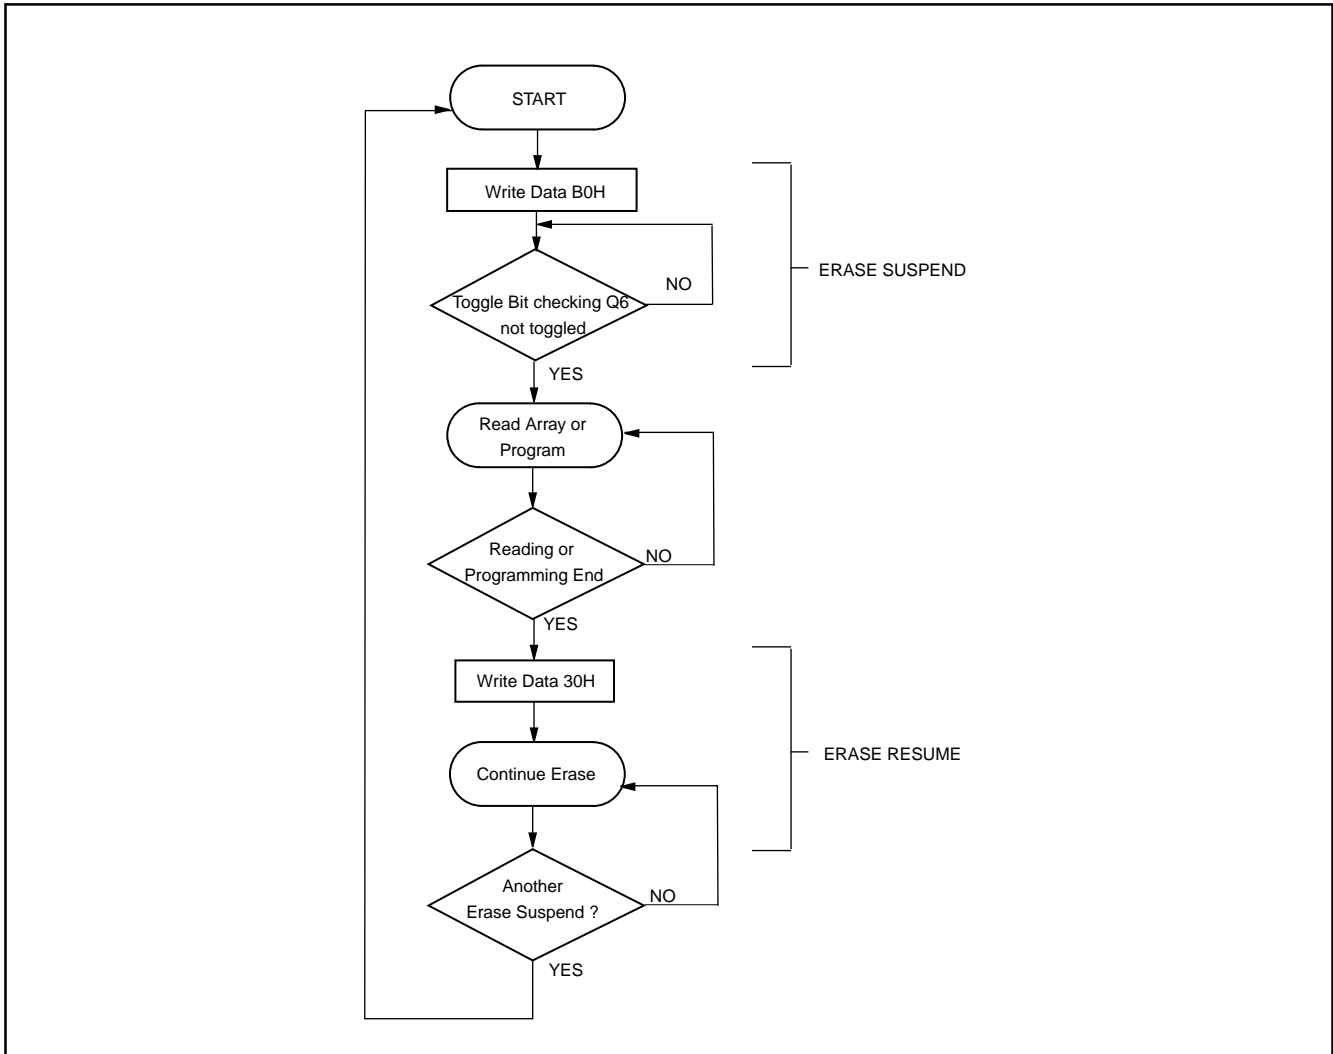 START
Write Data B0H
ERASE SUSPEND
NO
Toggle Bit checking Q6
not toggled
YES
Read Array or
Program
Reading or
NO
Programming End
YES
Write Data 30H
ERASE RESUME
Continue Erase
Another
NO
Erase Suspend ?
YES